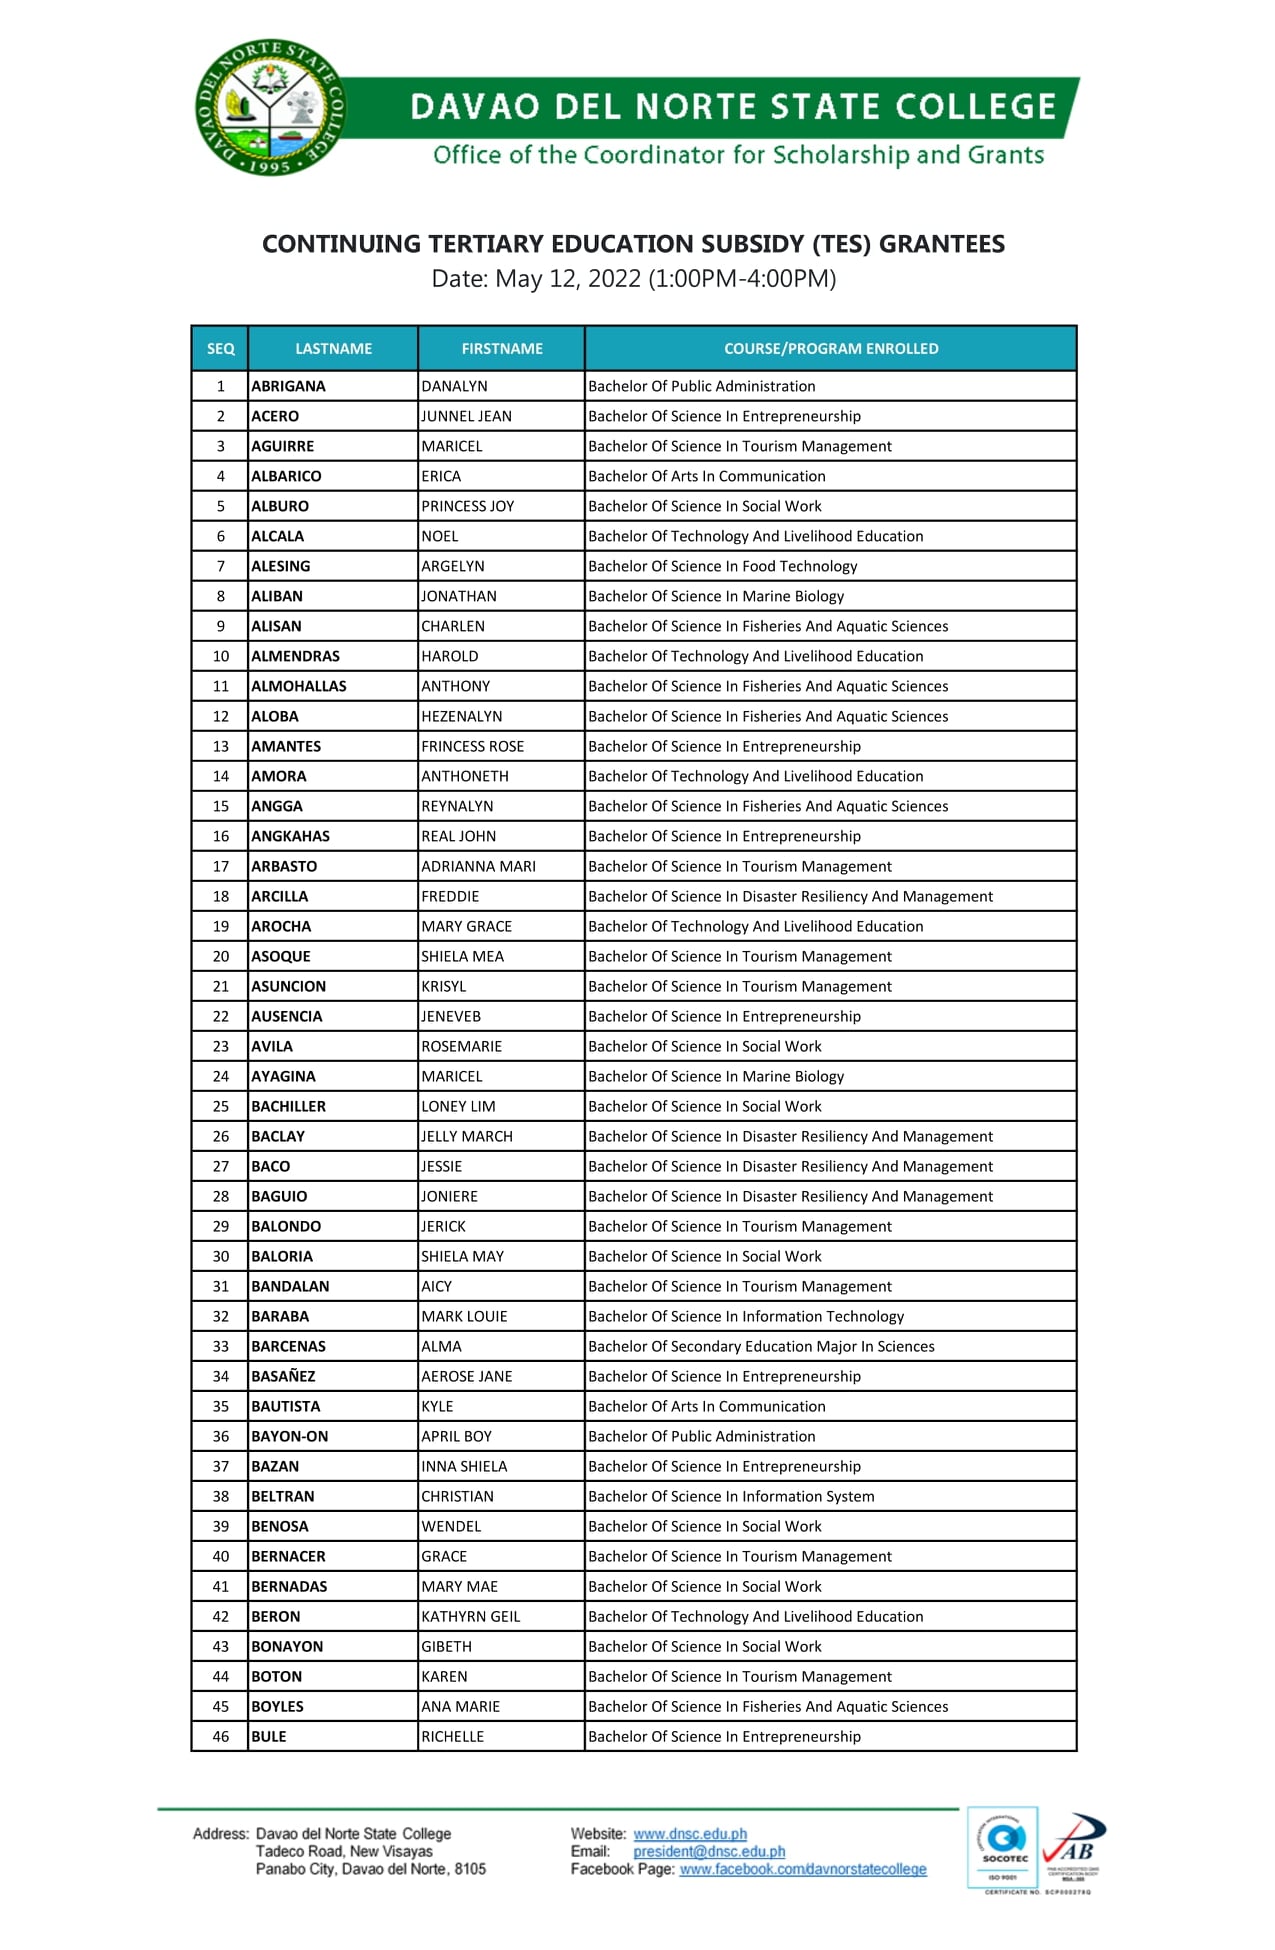 DAVAO DEL NORTE STATE COLLEGE
• 1995 •
DAVAO DEL NORTE STATE COLLEGE
Office of the Coordinator for Scholarship and Grants
CONTINUING TERTIARY EDUCATION SUBSIDY (TES) GRANTEES
Date: May 12, 2022 (1:00PM-4:00PM)
SEQ LASTNAME FIRSTNAME COURSE/PROGRAM ENROLLED
1 ABRIGANA DANALYN Bachelor Of Public Administration
2 ACERO JUNNEL JEAN Bachelor Of Science In Entrepreneurship
3 AGUIRRE MARICEL Bachelor Of Science In Tourism Management
4 ALBARICO ERICA Bachelor Of Arts In Communication
5 ALBURO PRINCESS JOY Bachelor Of Science In Social Work
6 ALCALA NOEL Bachelor Of Technology And Livelihood Education
7 ALESING ARGELYN Bachelor Of Science In Food Technology
8 ALIBAN JONATHAN Bachelor Of Science In Marine Biology
9 ALISAN CHARLEN Bachelor Of Science In Fisheries And Aquatic Sciences
10 ALMENDRAS HAROLD Bachelor Of Technology And Livelihood Education
11 ALMOHALLAS ANTHONY Bachelor Of Science In Fisheries And Aquatic Sciences
12 ALOBA HEZENALYN Bachelor Of Science In Fisheries And Aquatic Sciences
13 AMANTES FRINCESS ROSE Bachelor Of Science In Entrepreneurship
14 AMORA ANTHONETH Bachelor Of Technology And Livelihood Education
15 ANGGA REYNALYN Bachelor Of Science In Fisheries And Aquatic Sciences
16 ANGKAHAS REAL JOHN Bachelor Of Science In Entrepreneurship
17 ARBASTO ADRIANNA MARI Bachelor Of Science In Tourism Management
18 ARCILLA FREDDIE Bachelor Of Science In Disaster Resiliency And Management
19 AROCHA MARY GRACE Bachelor Of Technology And Livelihood Education
20 ASOQUE SHIELA MEA Bachelor Of Science In Tourism Management
21 ASUNCION KRISYL Bachelor Of Science In Tourism Management
22 AUSENCIA JENEVEB Bachelor Of Science In Entrepreneurship
23 AVILA ROSEMARIE Bachelor Of Science In Social Work
24 AYAGINA MARICEL Bachelor Of Science In Marine Biology
25 BACHILLER LONEY LIM Bachelor Of Science In Social Work
26 BACLAY JELLY MARCH Bachelor Of Science In Disaster Resiliency And Management
27 BACO JESSIE Bachelor Of Science In Disaster Resiliency And Management
28 BAGUIO JONIERE Bachelor Of Science In Disaster Resiliency And Management
29 BALONDO JERICK Bachelor Of Science In Tourism Management
30 BALORIA SHIELA MAY Bachelor Of Science In Social Work
31 BANDALAN AICY Bachelor Of Science In Tourism Management
32 BARABA MARK LOUIE Bachelor Of Science In Information Technology
33 BARCENAS ALMA Bachelor Of Secondary Education Major In Sciences
34 BASAÑEZ AEROSE JANE Bachelor Of Science In Entrepreneurship
35 BAUTISTA KYLE Bachelor Of Arts In Communication
36 BAYON-ON APRIL BOY Bachelor Of Public Administration
37 BAZAN INNA SHIELA Bachelor Of Science In Entrepreneurship
38 BELTRAN CHRISTIAN Bachelor Of Science In Information System
39 BENOSA WENDEL Bachelor Of Science In Social Work
40 BERNACER GRACE Bachelor Of Science In Tourism Management
41 BERNADAS MARY MAE Bachelor Of Science In Social Work
42 BERON KATHYRN GEIL Bachelor Of Technology And Livelihood Education
43 BONAYON GIBETH Bachelor Of Science In Social Work
44 BOTON KAREN Bachelor Of Science In Tourism Management
45 BOYLES ANA MARIE Bachelor Of Science In Fisheries And Aquatic Sciences
46 BULE RICHELLE Bachelor Of Science In Entrepreneurship
Address: Davao del Norte State College
Tadeco Road, New Visayas
Panabo City, Davao del Norte, 8105
Website: www.dnsc.edu.ph
Email: president@dnsc.edu.ph
Facebook Page: www.facebook.com/davnorstatecollege
SOCOTEC
ISO 9001
PAB
CERTIFICATE NO. SCP000278Q